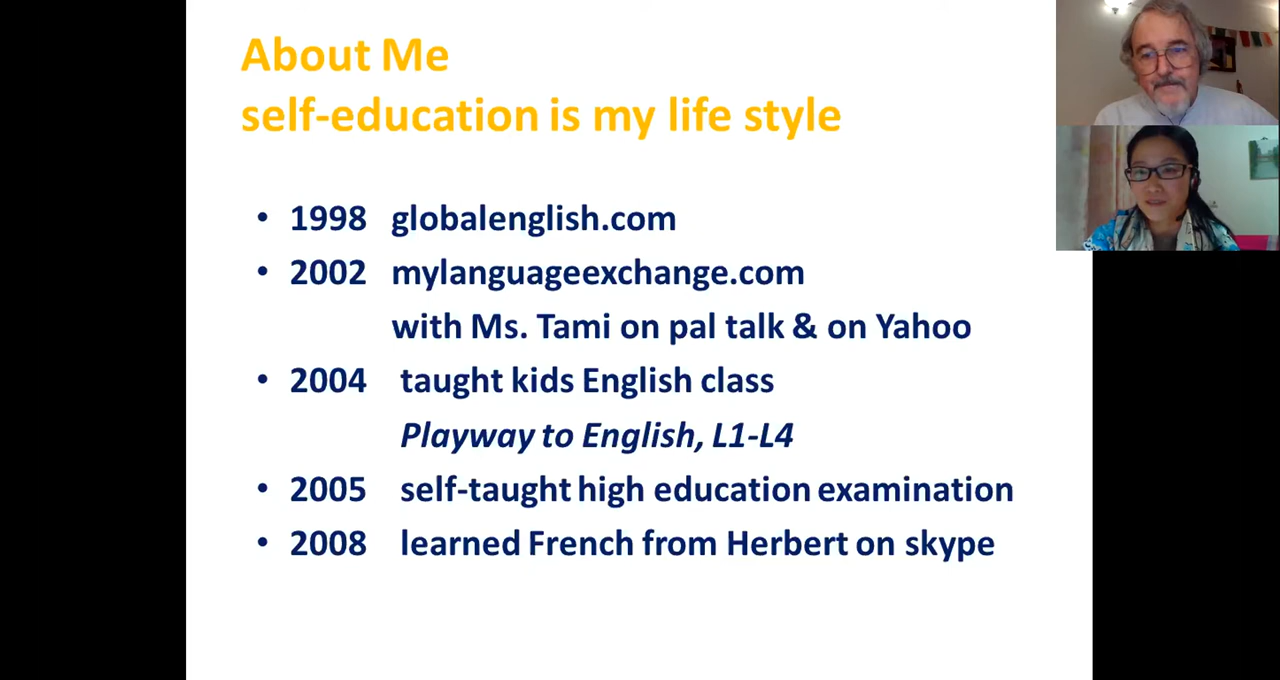 About Me
self-education is my life style
• 1998 globalenglish.com
• 2002 mylanguageexchange.com
with Ms. Tami on pal talk & on Yahoo
• 2004 taught kids English class
Playway to English, L1-L4
• 2005 self-taught high education examination
• 2008 learned French from Herbert on skype